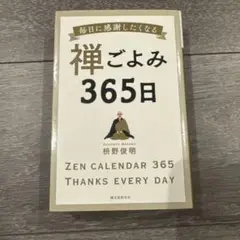 毎日に感謝したくなる
禅ごよみ
365日
枡野俊明
ZEN CALENDAR 365
THANKS EVERY DAY